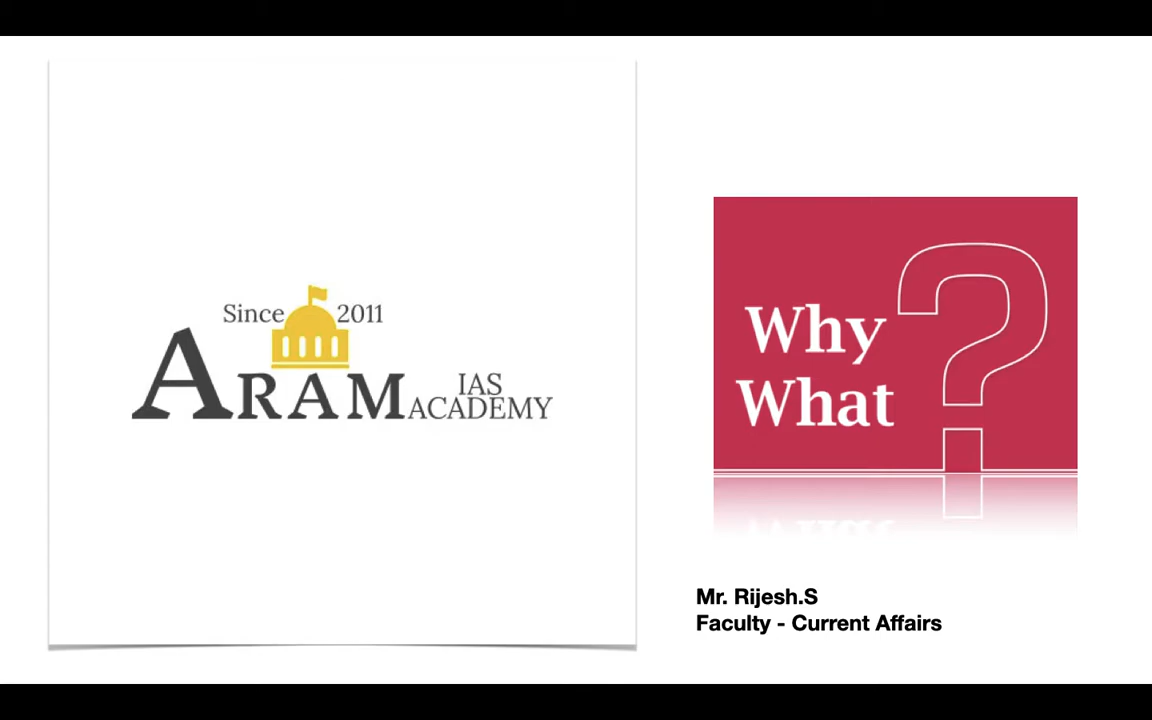 Since 2011
ARAM IAS ACADEMY
Why
What
?
Mr. Rijesh.S
Faculty - Current Affairs